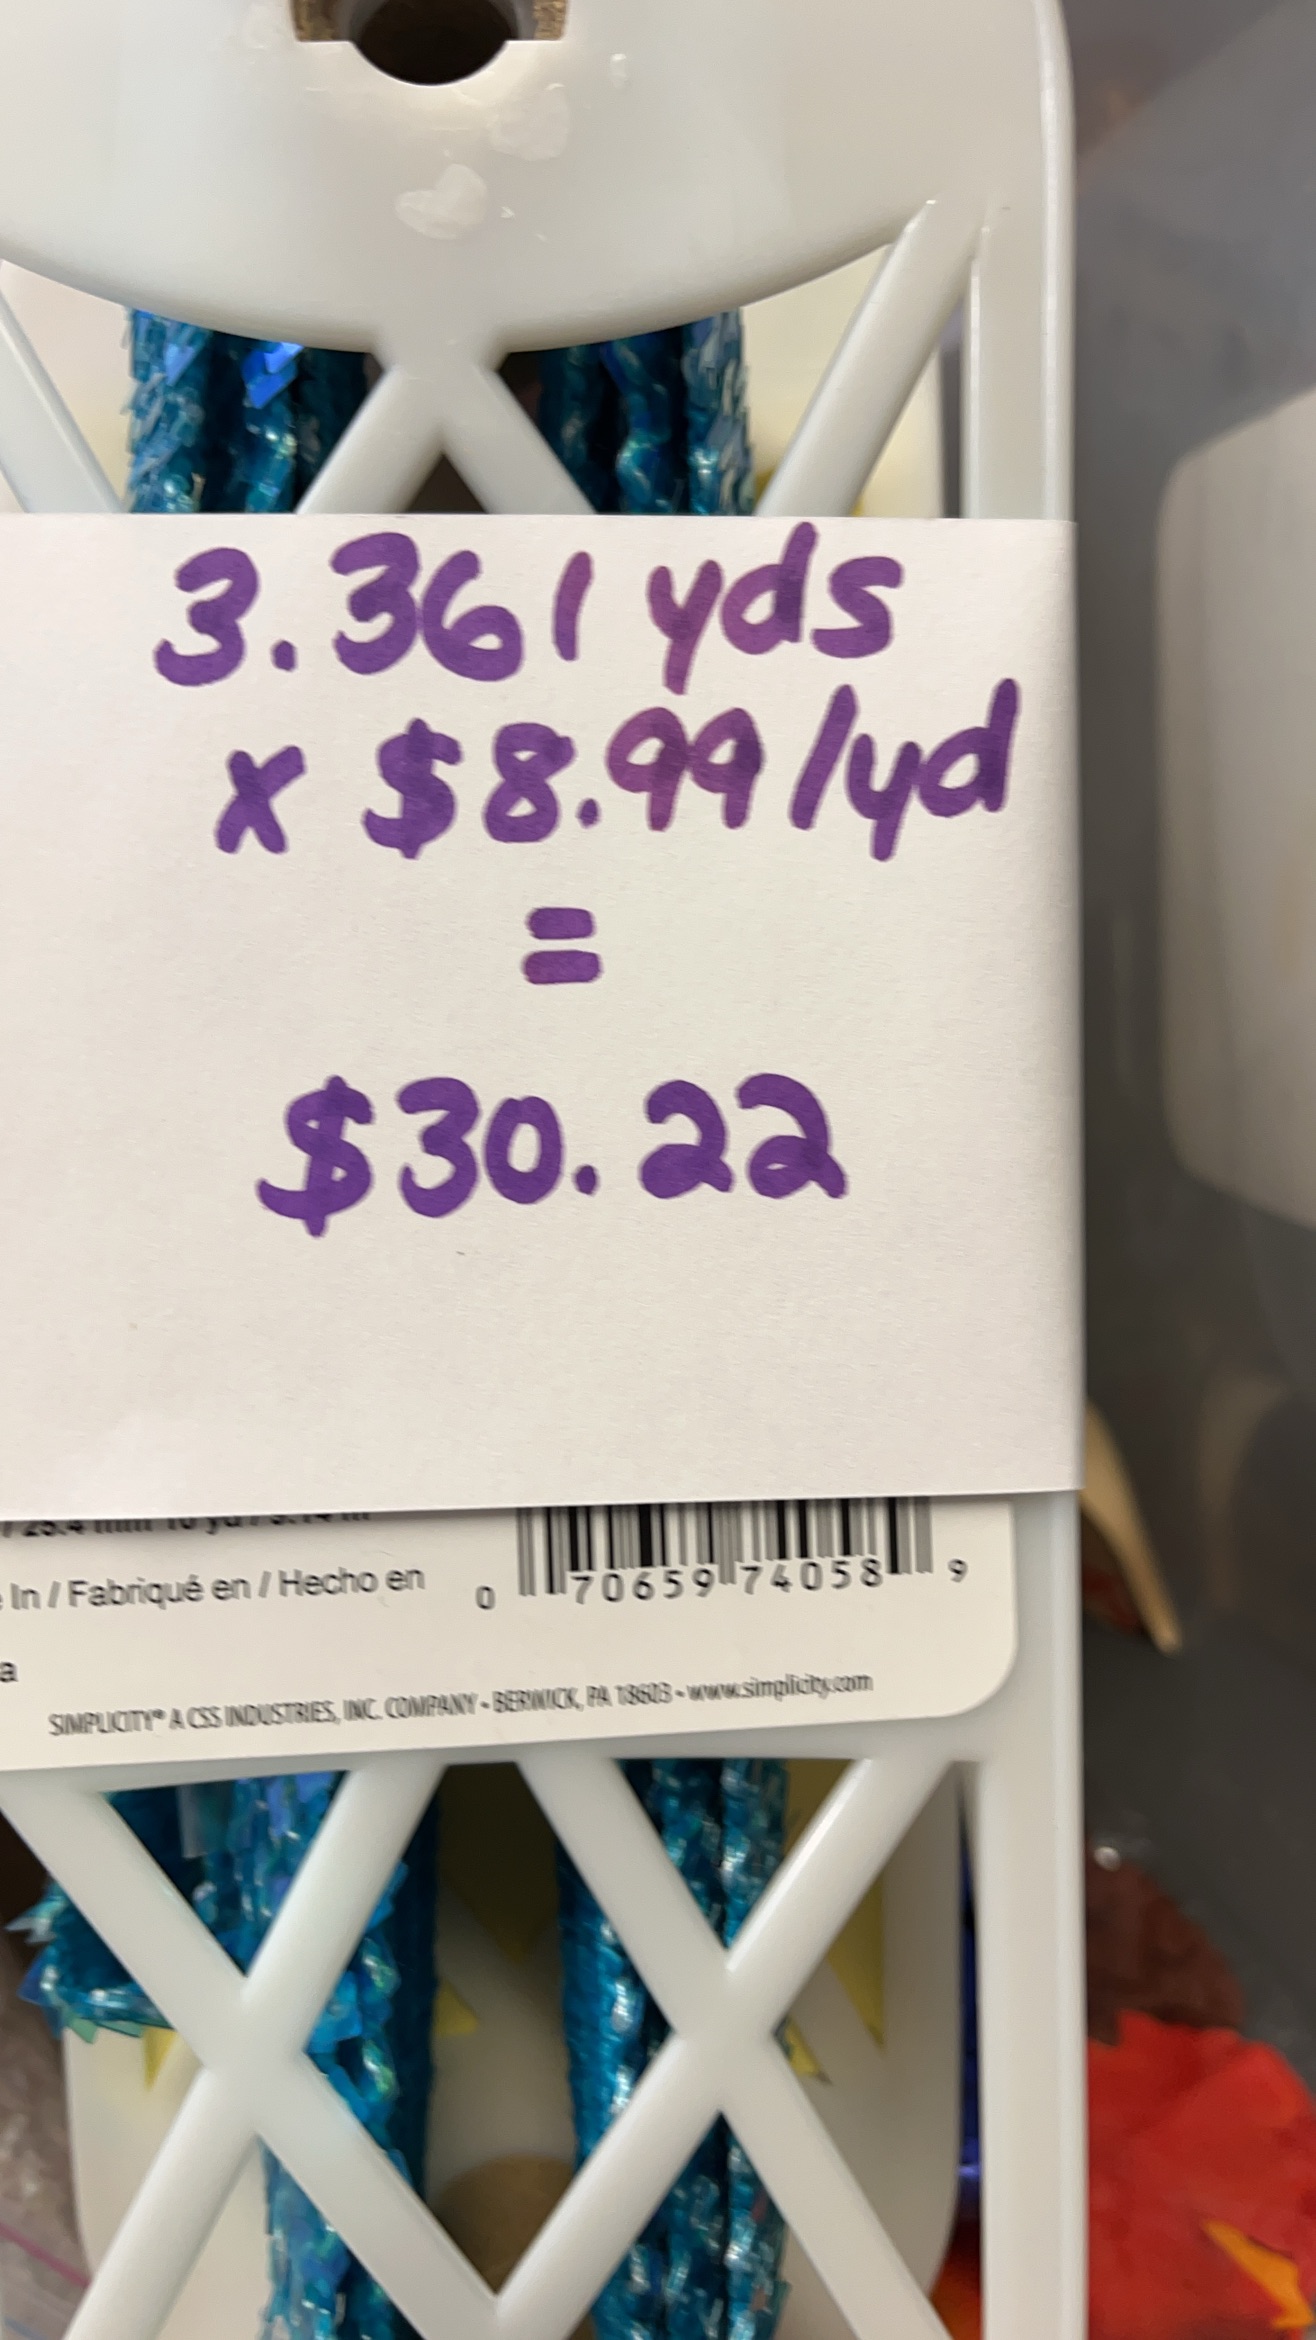 3.361 yds
x $8.99/yd
=
$30.22
In / Fabriqué en / Hecho en
0 70659 74058 9
a
SIMPLICITY® A CSS INDUSTRIES, INC. COMPANY • BERWICK, PA 18603 • www.simplicity.com